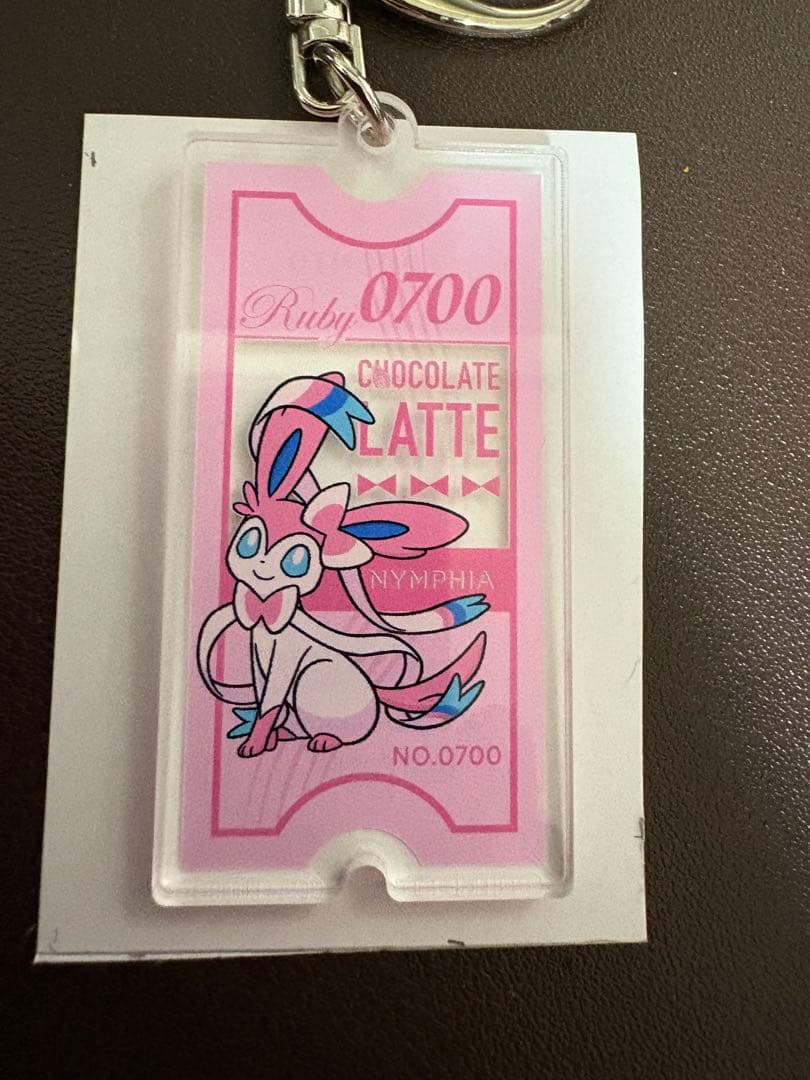 Ruby 0700
CHOCOLATE
LATTE
NYMPHIA
NO.0700